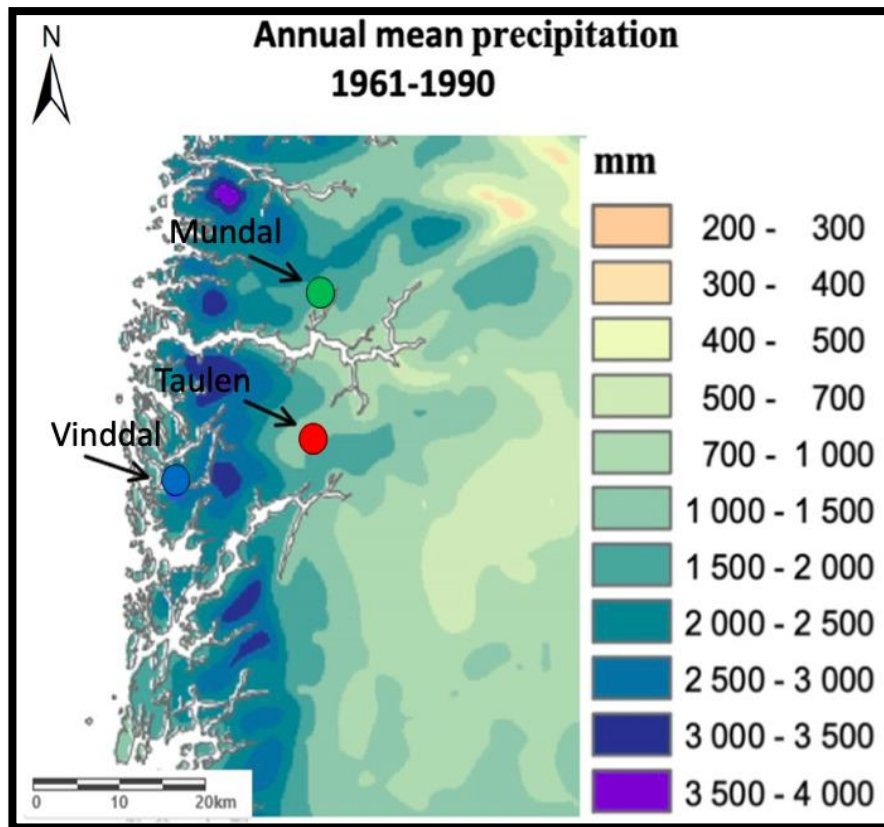 N
Annual mean precipitation
1961-1990
mm
200 - 300
300 - 400
400 - 500
500 - 700
700 - 1 000
1 000 - 1 500
1 500 - 2 000
2 000 - 2 500
2 500 - 3 000
3 000 - 3 500
3 500 - 4 000
Mundal
Taulen
Vinddal
0 10 20km